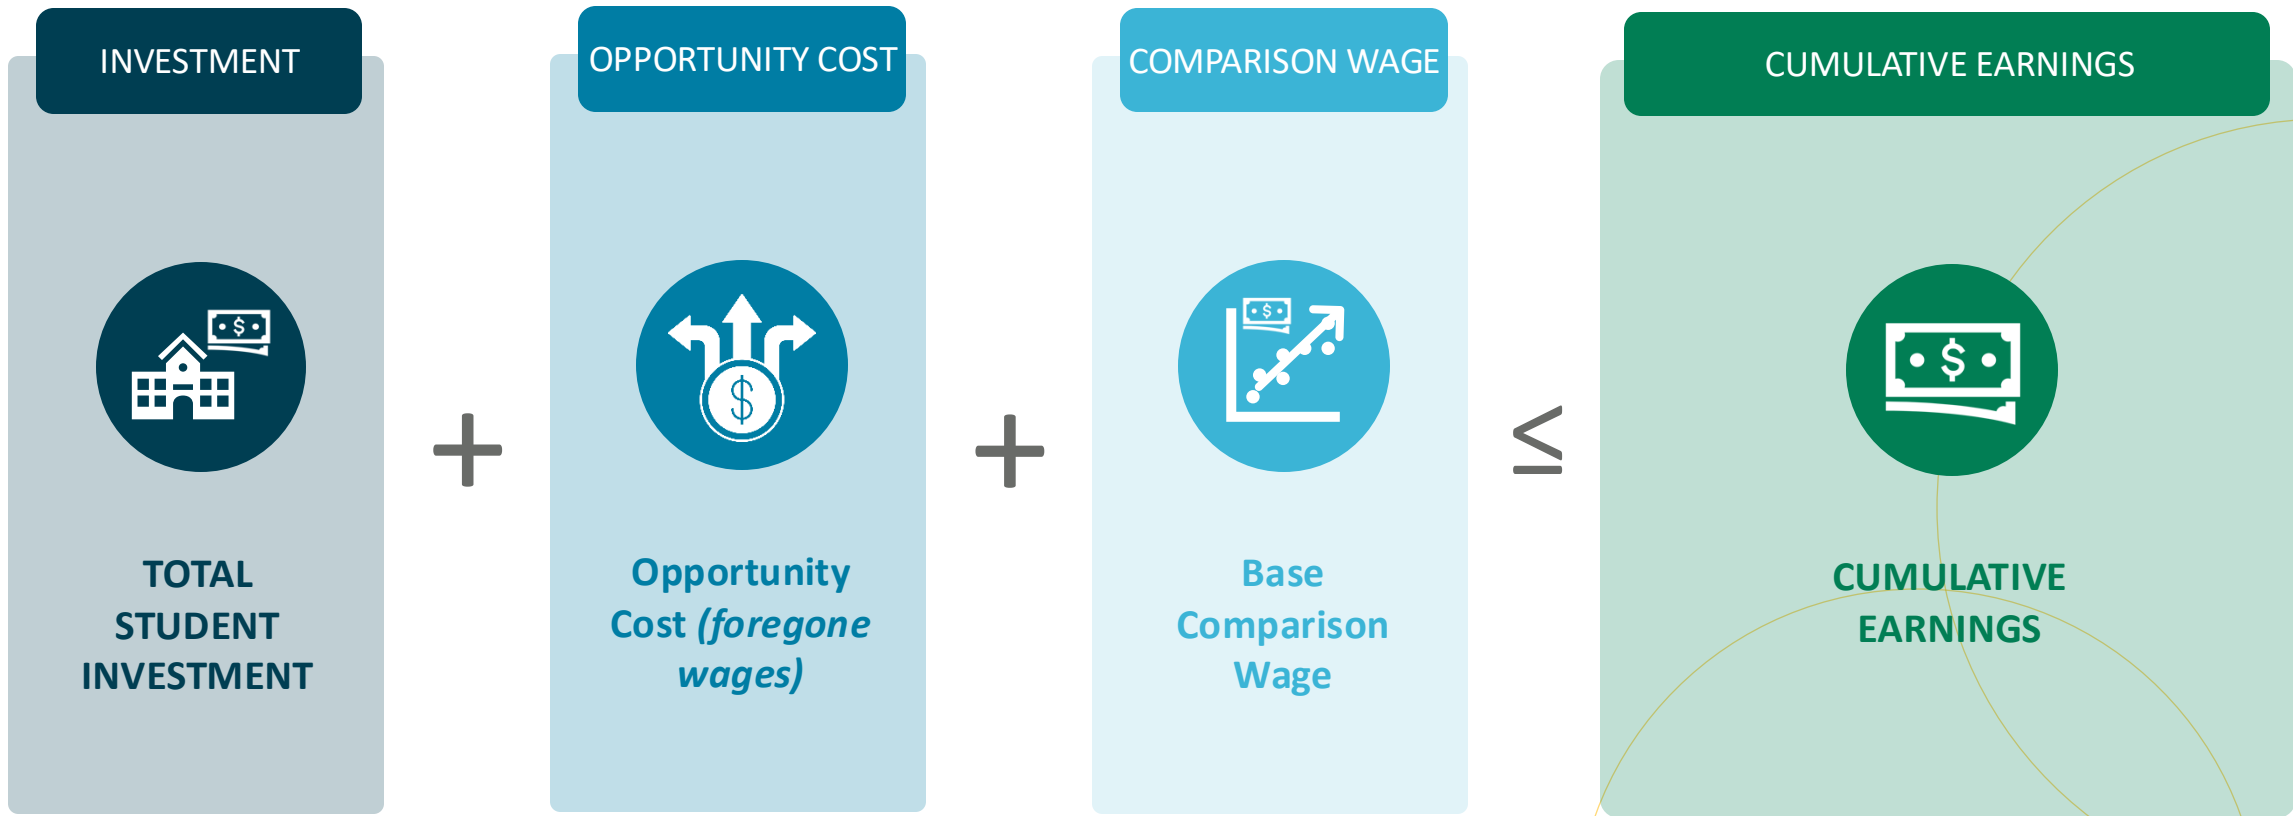 INVESTMENT
TOTAL
STUDENT
INVESTMENT
+
OPPORTUNITY COST
$
Opportunity
Cost (foregone
wages)
+
COMPARISON WAGE
$
Base
Comparison
Wage
≤
CUMULATIVE EARNINGS
$
CUMULATIVE
EARNINGS